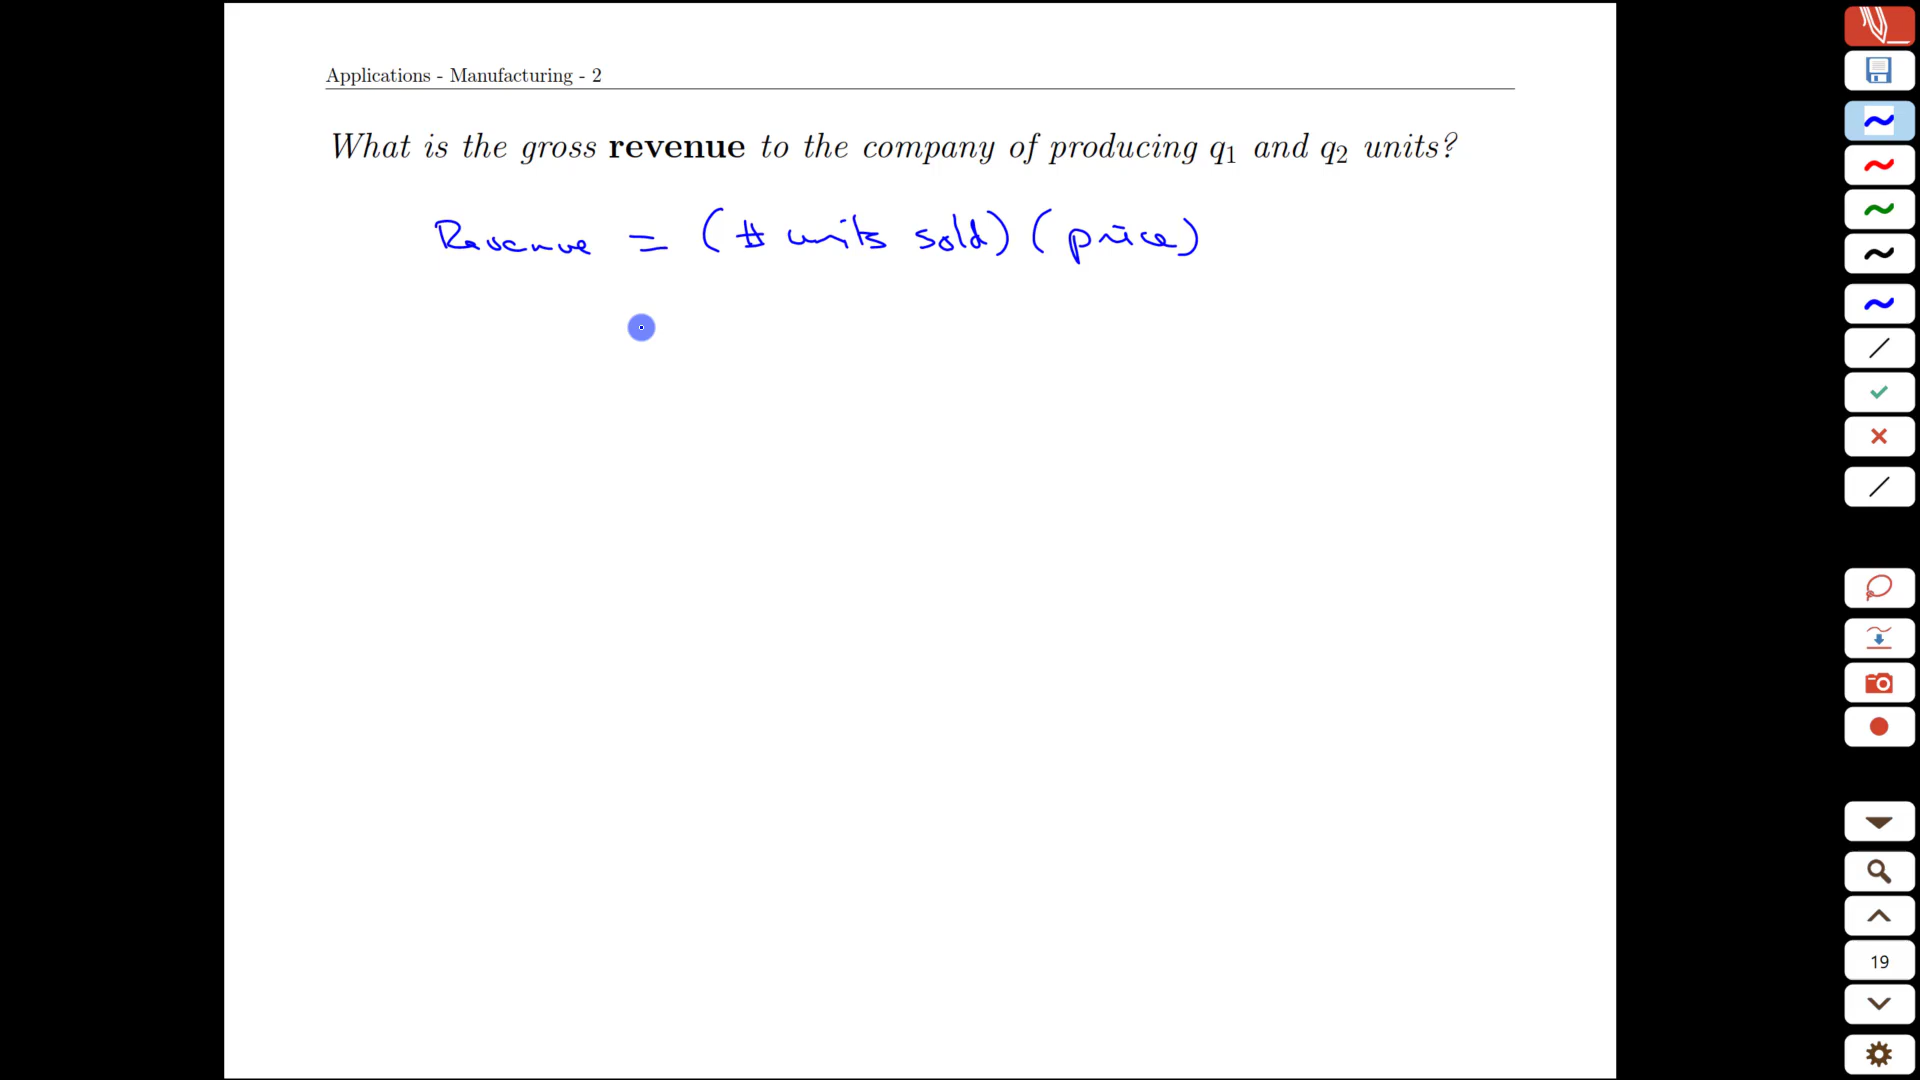 Applications - Manufacturing - 2
What is the gross revenue to the company of producing q₁ and q₂ units?
Revenue = (# units sold) (price)
19